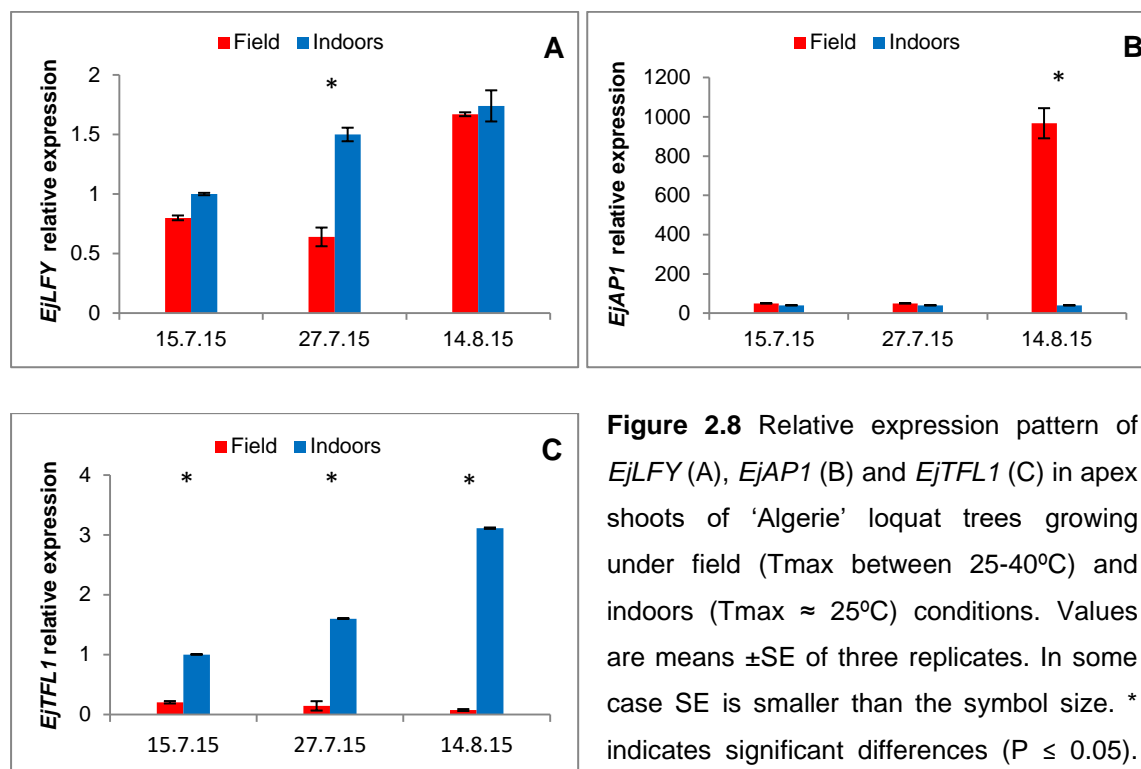 Field Indoors
A
*
2
1.5
1
0.5
0
EjLFY relative expression
15.7.15 27.7.15 14.8.15
Field Indoors
B
*
1200
1000
800
600
400
200
0
EjAP1 relative expression
15.7.15 27.7.15 14.8.15
Field Indoors
C
* * *
4
3
2
1
0
EjTFL1 relative expression
15.7.15 27.7.15 14.8.15
Figure 2.8 Relative expression pattern of
EjLFY (A), EjAP1 (B) and EjTFL1 (C) in apex
shoots of ‘Algerie’ loquat trees growing
under field (Tmax between 25-40ºC) and
indoors (Tmax ≈ 25ºC) conditions. Values
are means ±SE of three replicates. In some
case SE is smaller than the symbol size. *
indicates significant differences (P ≤ 0.05).